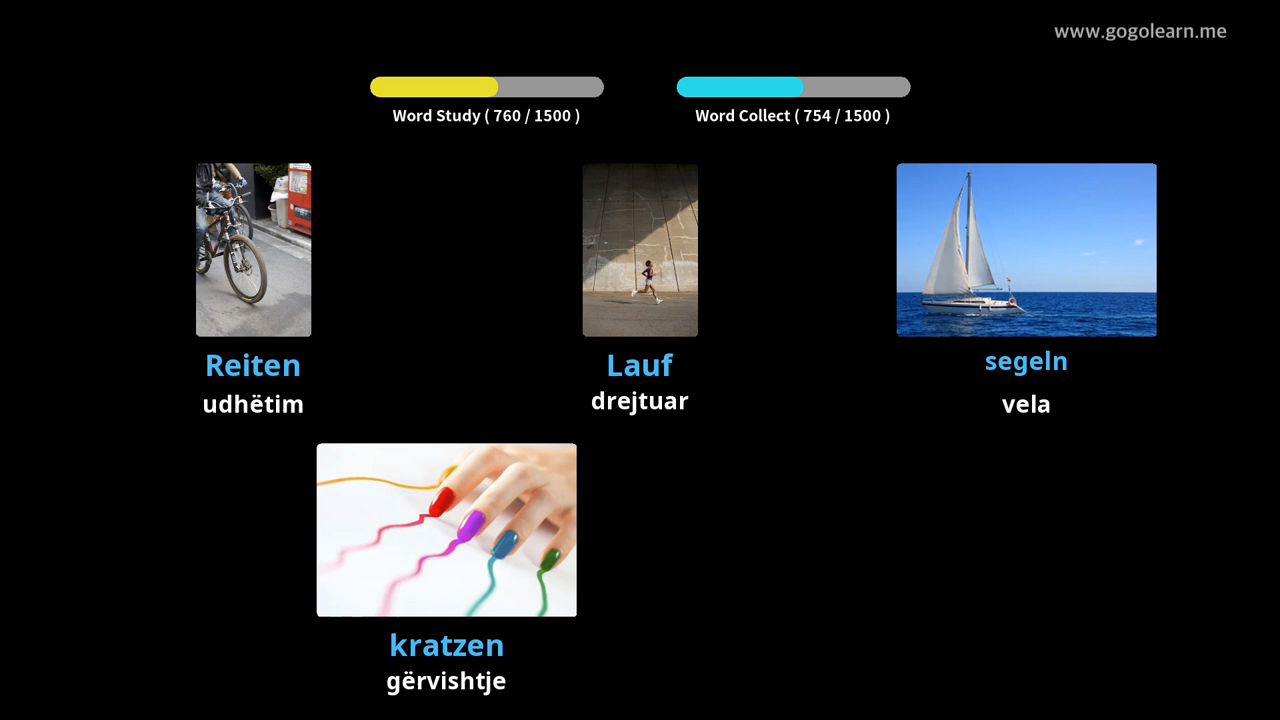 www.gogolearn.me
Word Study ( 760 / 1500 )
Word Collect ( 754 / 1500 )
Reiten
udhëtim
Lauf
drejtuar
segeln
vela
kratzen
gërvishtje